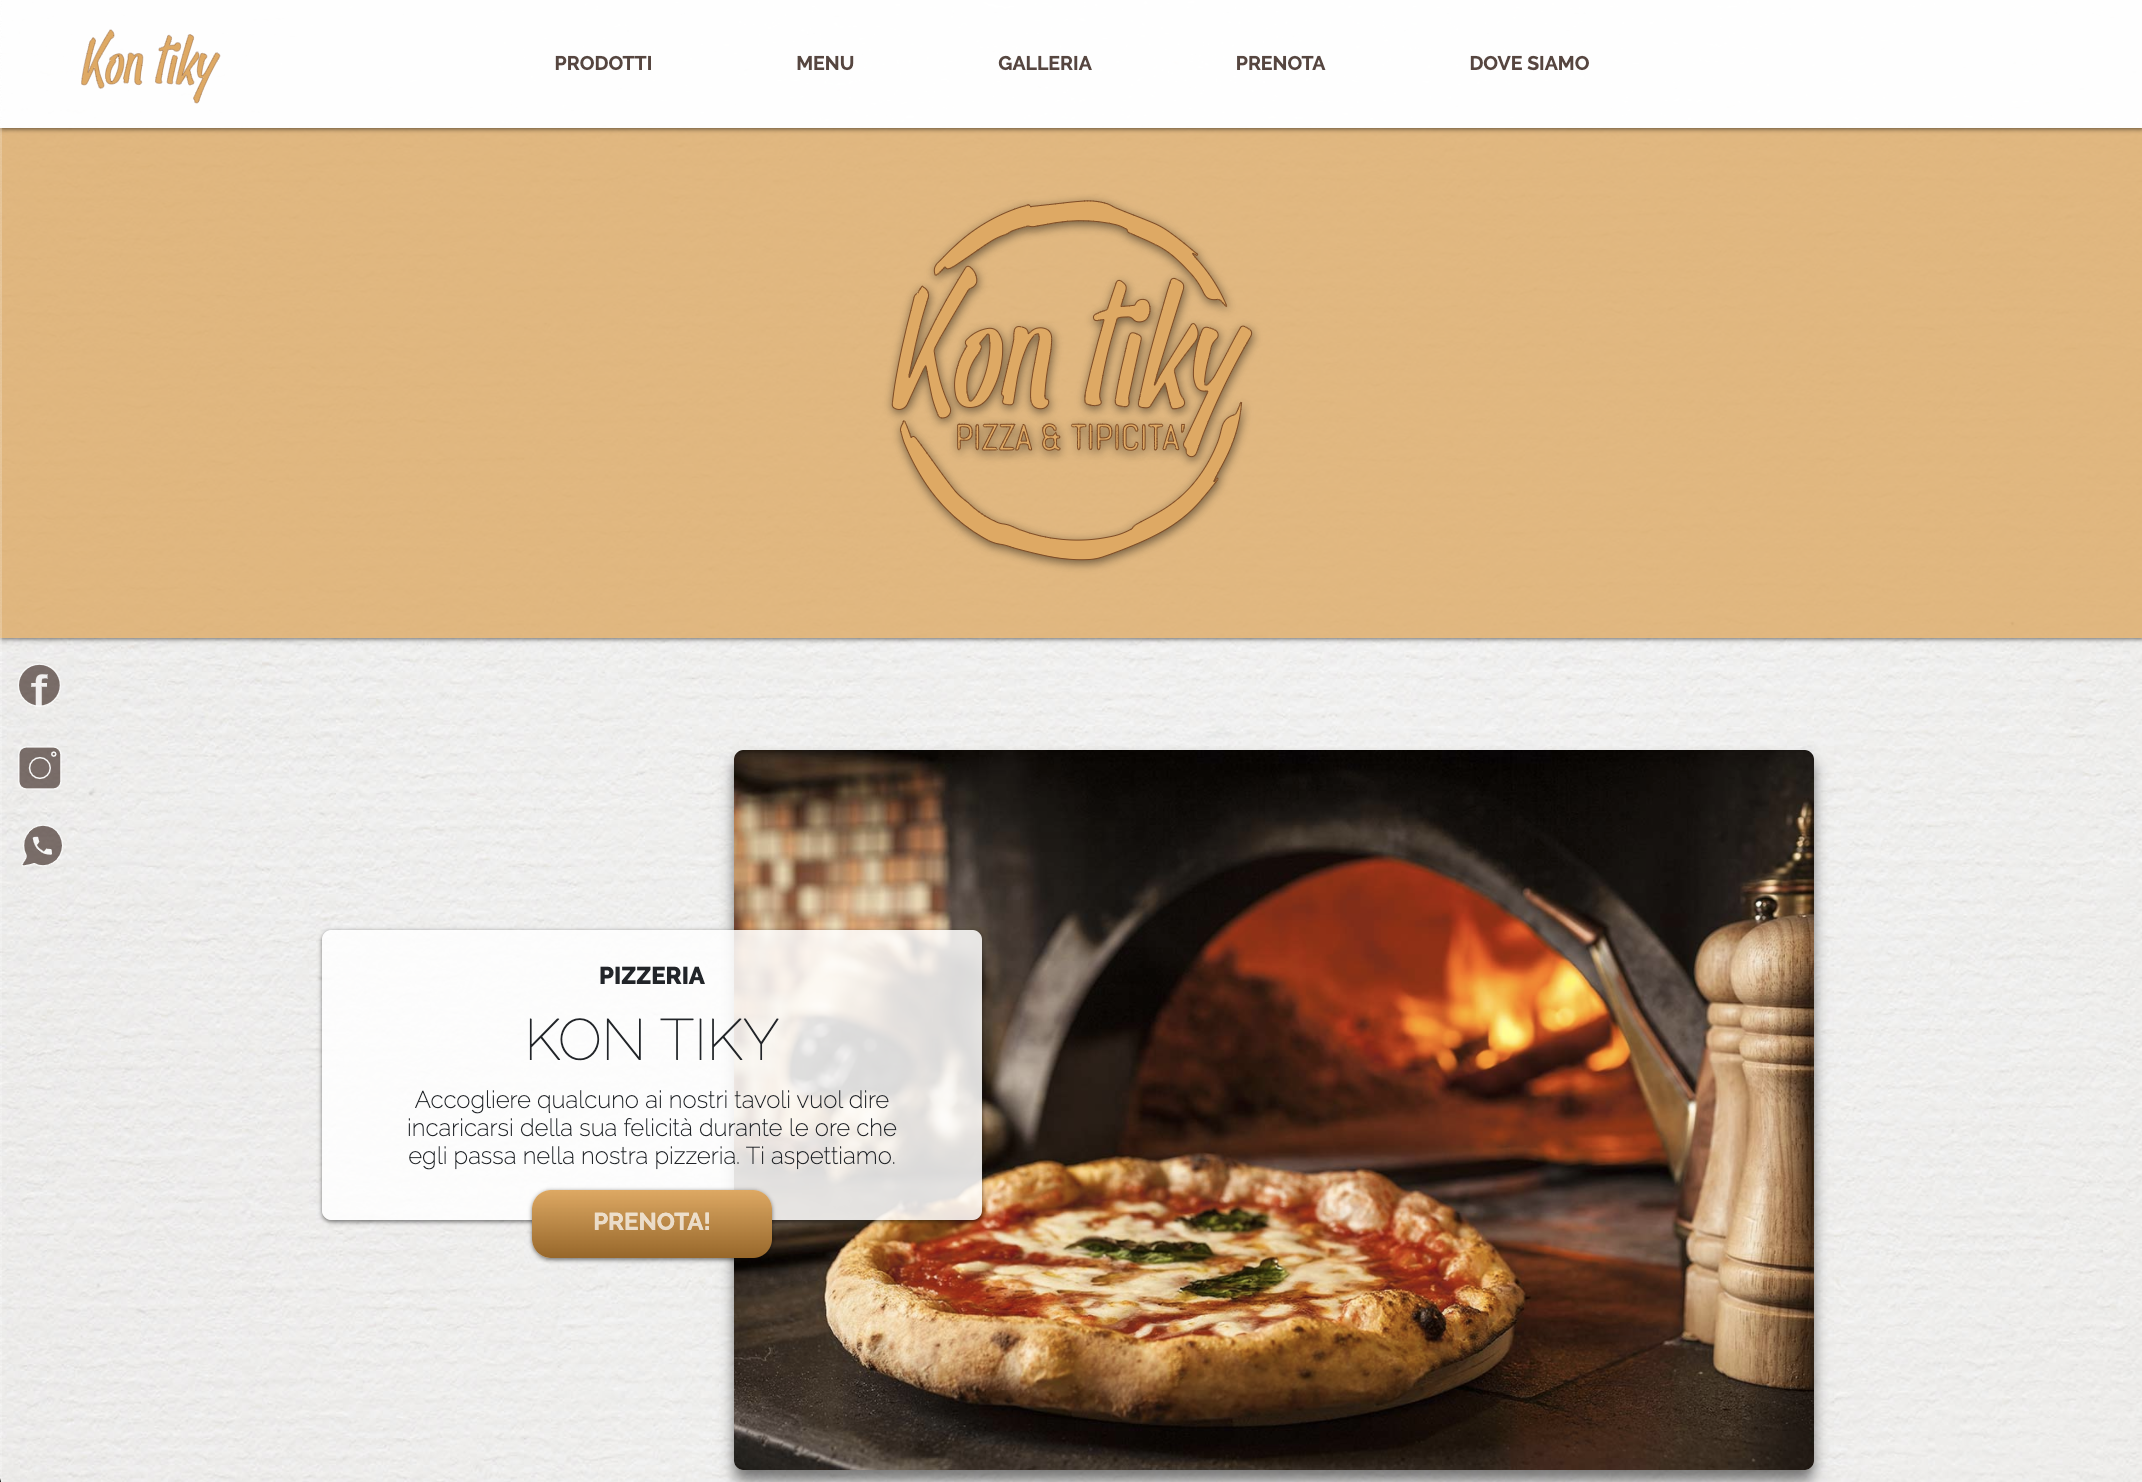 Kon tiky
PRODOTTI
MENU
GALLERIA
PRENOTA
DOVE SIAMO
Kon tiky
PIZZA & TIPICITA'
PIZZERIA
KON TIKY
Accogliere qualcuno ai nostri tavoli vuol dire
incaricarsi della sua felicità durante le ore che
egli passa nella nostra pizzeria. Ti aspettiamo.
PRENOTA!